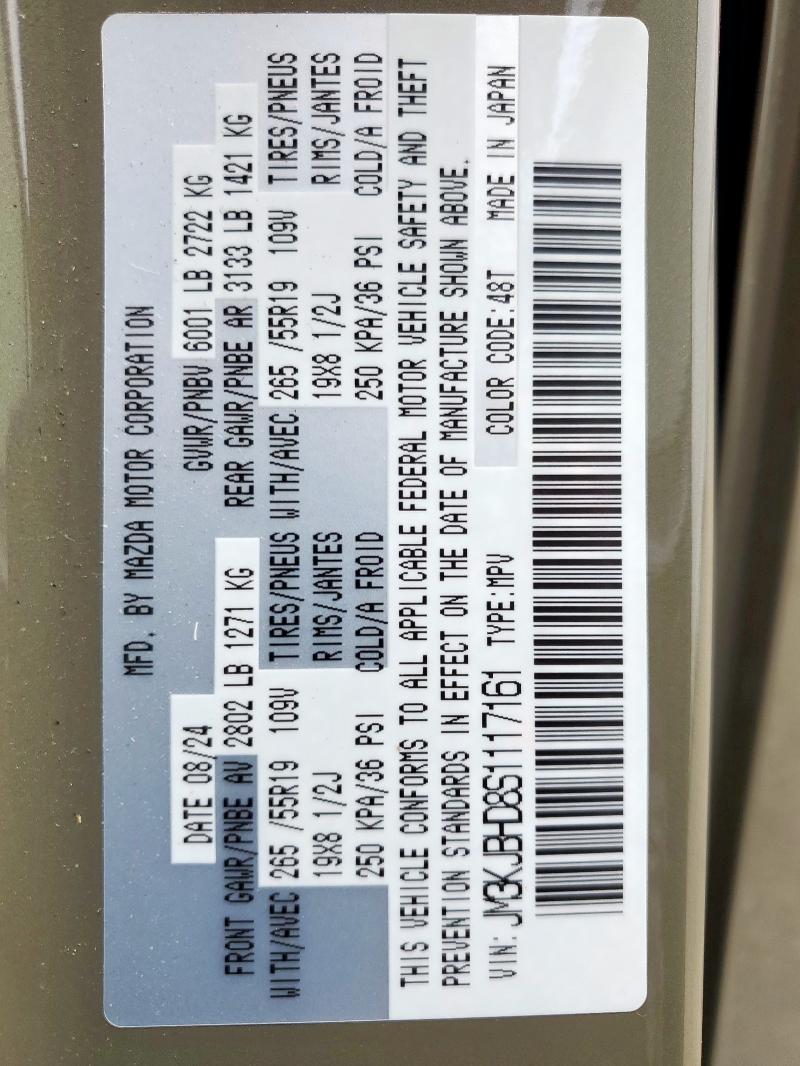 MFD. BY MAZDA MOTOR CORPORATION
DATE 08/24 GVWR/PNBV 6001 LB 2722 KG
FRONT GAWR/PNBE AV 2802 LB 1271 KG REAR GAWR/PNBE AR 3133 LB 1421 KG
WITH/AVEC 265 /55R19 109V TIRES/PNEUS WITH/AVEC 265 /55R19 109V TIRES/PNEUS
19X8 1/2J RIMS/JANTES 19X8 1/2J RIMS/JANTES
250 KPA/36 PSI COLD/A FROID 250 KPA/36 PSI COLD/A FROID
THIS VEHICLE CONFORMS TO ALL APPLICABLE FEDERAL MOTOR VEHICLE SAFETY AND THEFT
PREVENTION STANDARDS IN EFFECT ON THE DATE OF MANUFACTURE SHOWN ABOVE.
VIN: JM3KJBHD8S1117161 TYPE:MPV COLOR CODE:48T MADE IN JAPAN